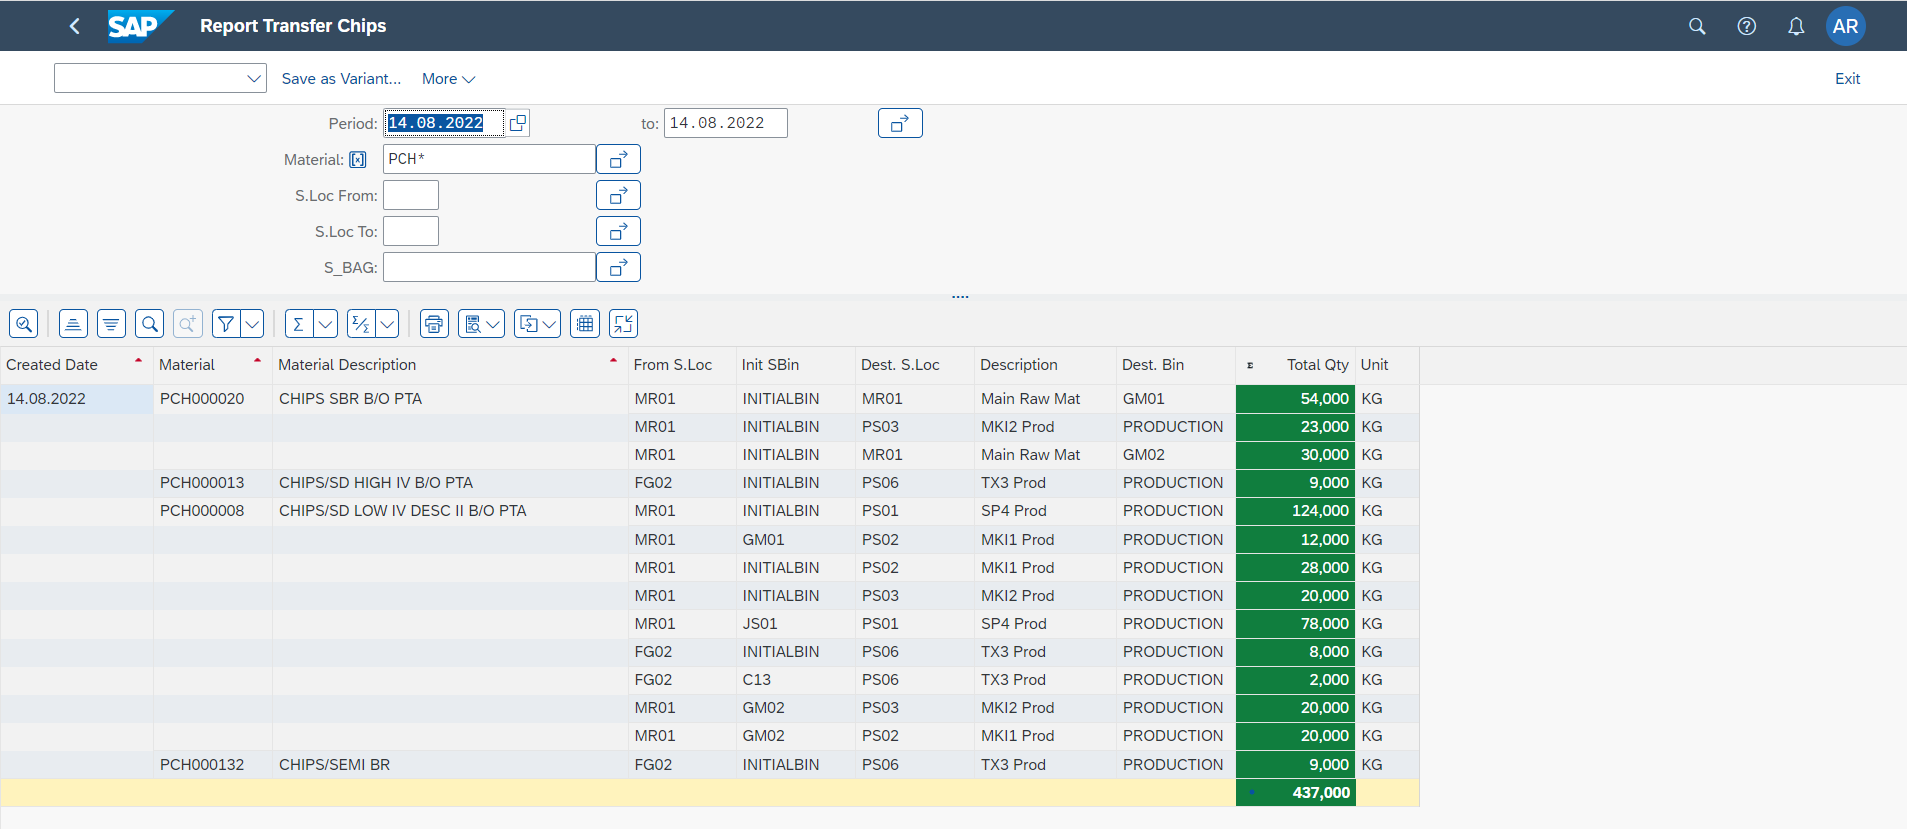 SAP Report Transfer Chips AR
Save as Variant... More Exit
Period: 14.08.2022 to: 14.08.2022
Material: PCH*
S.Loc From:
S.Loc To:
S_BAG:
Created Date Material Material Description From S.Loc Init SBin Dest. S.Loc Description Dest. Bin Σ Total Qty Unit
14.08.2022 PCH000020 CHIPS SBR B/O PTA MR01 INITIALBIN MR01 Main Raw Mat GM01 54,000 KG
MR01 INITIALBIN PS03 MKI2 Prod PRODUCTION 23,000 KG
MR01 INITIALBIN MR01 Main Raw Mat GM02 30,000 KG
PCH000013 CHIPS/SD HIGH IV B/O PTA FG02 INITIALBIN PS06 TX3 Prod PRODUCTION 9,000 KG
PCH000008 CHIPS/SD LOW IV DESC II B/O PTA MR01 INITIALBIN PS01 SP4 Prod PRODUCTION 124,000 KG
MR01 GM01 PS02 MKI1 Prod PRODUCTION 12,000 KG
MR01 INITIALBIN PS02 MKI1 Prod PRODUCTION 28,000 KG
MR01 INITIALBIN PS03 MKI2 Prod PRODUCTION 20,000 KG
MR01 JS01 PS01 SP4 Prod PRODUCTION 78,000 KG
FG02 INITIALBIN PS06 TX3 Prod PRODUCTION 8,000 KG
FG02 C13 PS06 TX3 Prod PRODUCTION 2,000 KG
MR01 GM02 PS03 MKI2 Prod PRODUCTION 20,000 KG
MR01 GM02 PS02 MKI1 Prod PRODUCTION 20,000 KG
PCH000132 CHIPS/SEMI BR FG02 INITIALBIN PS06 TX3 Prod PRODUCTION 9,000 KG
437,000